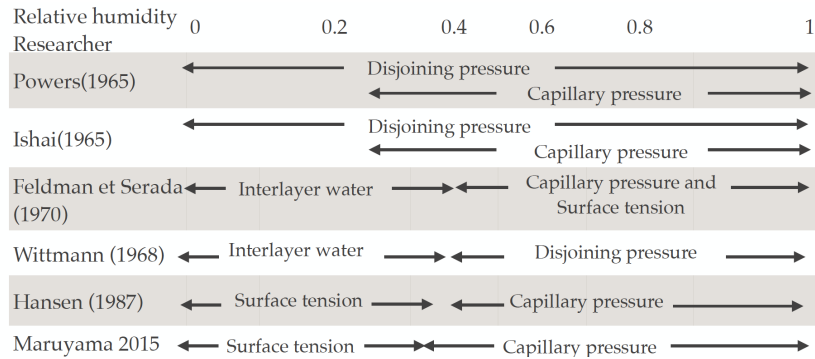 Relative humidity 0 0.2 0.4 0.6 0.8 1
Researcher
Powers(1965) Disjoining pressure
Capillary pressure
Ishai(1965) Disjoining pressure
Capillary pressure
Feldman et Serada Interlayer water Capillary pressure and
(1970) Surface tension
Wittmann (1968) Interlayer water Disjoining pressure
Hansen (1987) Surface tension Capillary pressure
Maruyama 2015 Surface tension Capillary pressure